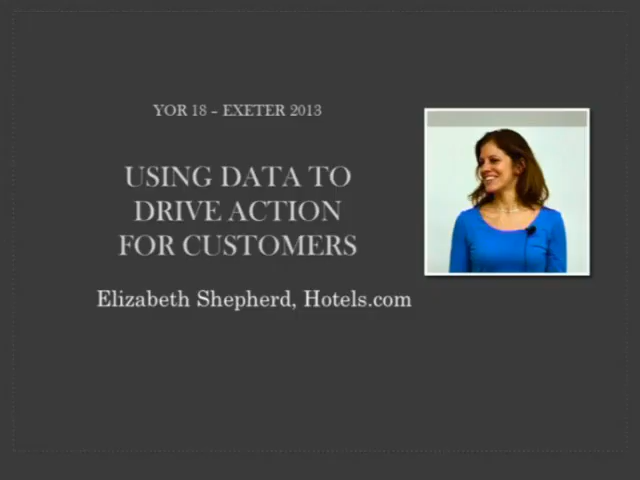 YOR 18 – EXETER 2013
USING DATA TO
DRIVE ACTION
FOR CUSTOMERS
Elizabeth Shepherd, Hotels.com